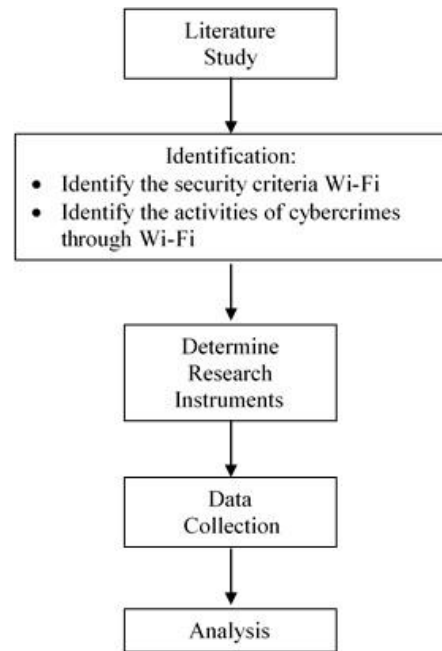 Literature
Study
Identification:
• Identify the security criteria Wi-Fi
• Identify the activities of cybercrimes
through Wi-Fi
Determine
Research
Instruments
Data
Collection
Analysis